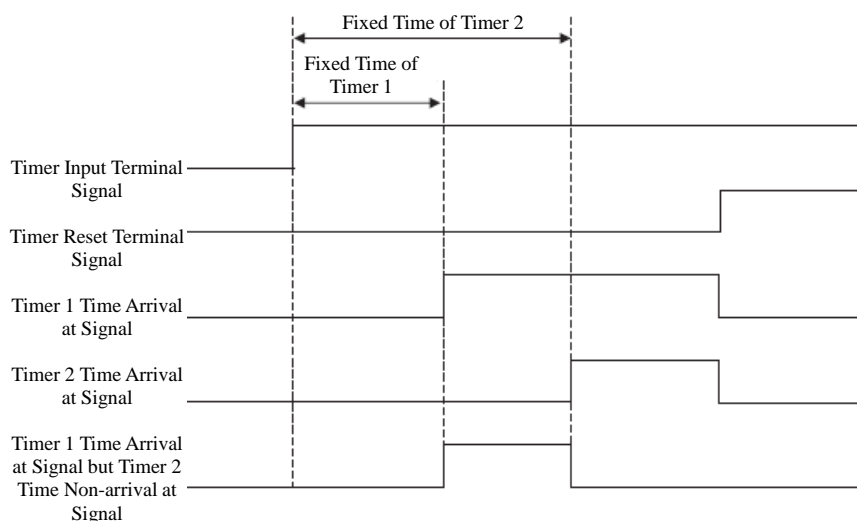 Fixed Time of Timer 2
Fixed Time of
Timer 1
Timer Input Terminal
Signal
Timer Reset Terminal
Signal
Timer 1 Time Arrival
at Signal
Timer 2 Time Arrival
at Signal
Timer 1 Time Arrival
at Signal but Timer 2
Time Non-arrival at
Signal